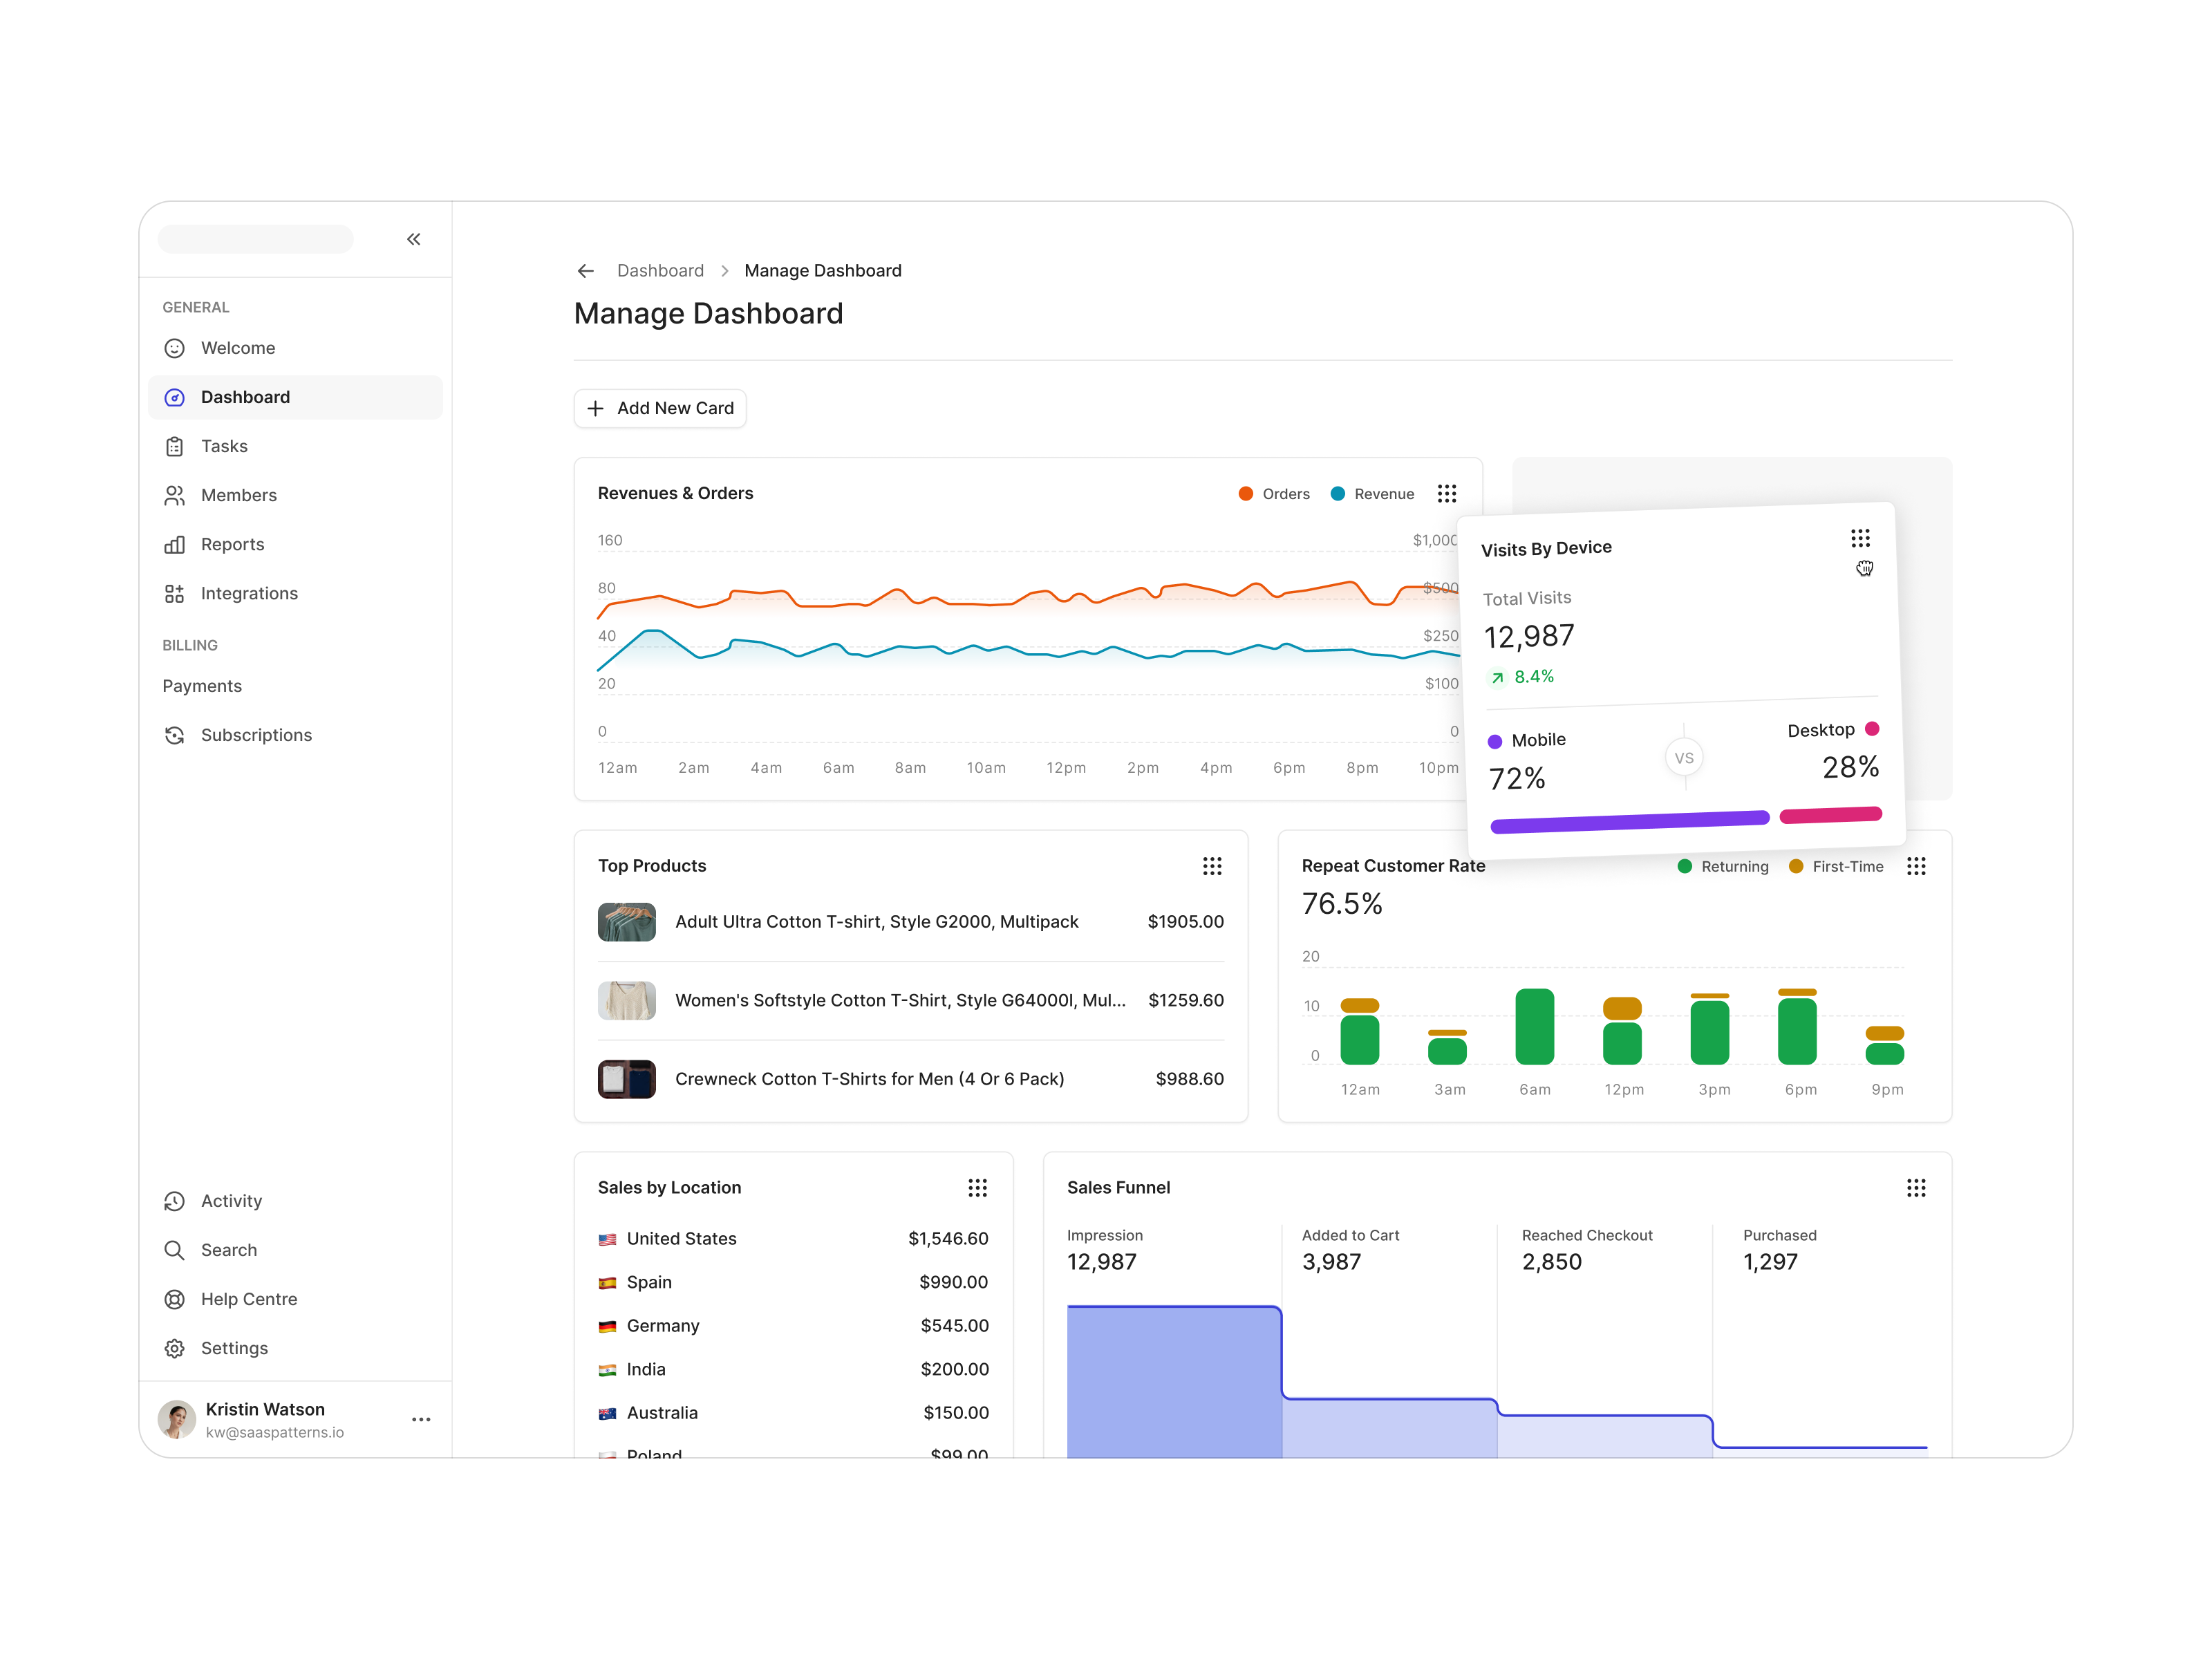 GENERAL
Welcome
Dashboard
Tasks
Members
Reports
Integrations
BILLING
Payments
Subscriptions
Activity
Search
Help Centre
Settings
Kristin Watson
kw@saaspatterns.io
Dashboard Manage Dashboard
Manage Dashboard
Add New Card
Revenues & Orders Orders Revenue
160 $1,000
80 $500
40 $250
20 $100
0 0
12am 2am 4am 6am 8am 10am 12pm 2pm 4pm 6pm 8pm 10pm
Visits By Device
Total Visits
12,987
8.4%
Mobile VS Desktop
72% 28%
Top Products
Adult Ultra Cotton T-shirt, Style G2000, Multipack $1905.00
Women's Softstyle Cotton T-Shirt, Style G64000l, Mul... $1259.60
Crewneck Cotton T-Shirts for Men (4 Or 6 Pack) $988.60
Repeat Customer Rate Returning First-Time
76.5%
20
10
0
12am 3am 6am 12pm 3pm 6pm 9pm
Sales by Location
United States $1,546.60
Spain $990.00
Germany $545.00
India $200.00
Australia $150.00
Poland $99.00
Sales Funnel
Impression Added to Cart Reached Checkout Purchased
12,987 3,987 2,850 1,297